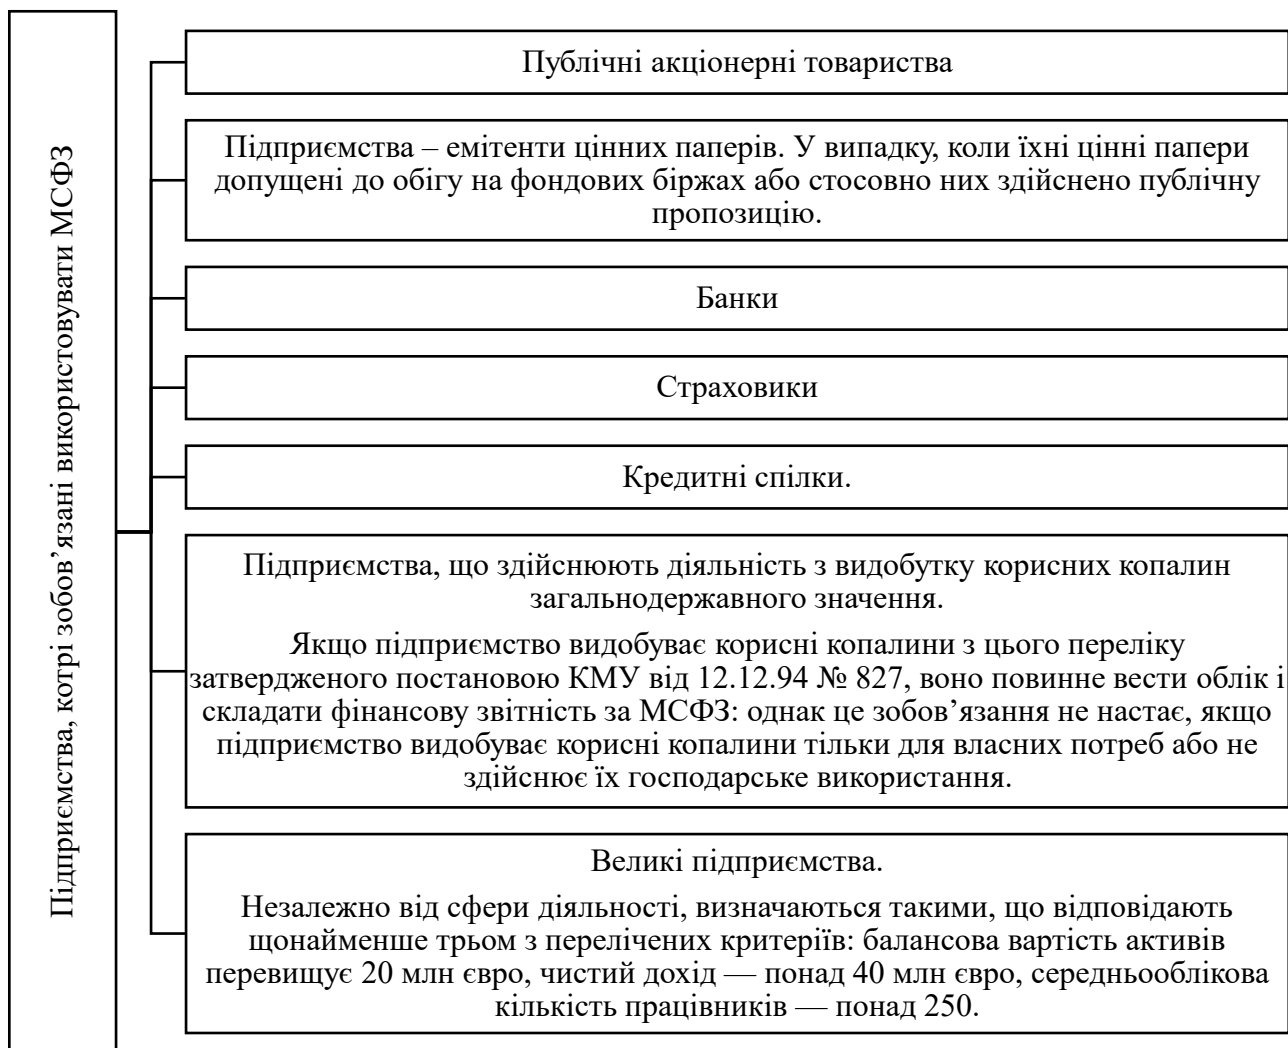 Підприємства, котрі зобов’язані використовувати МСФЗ
Публічні акціонерні товариства
Підприємства – емітенти цінних паперів. У випадку, коли їхні цінні папери
допущені до обігу на фондових біржах або стосовно них здійснено публічну
пропозицію.
Банки
Страховики
Кредитні спілки.
Підприємства, що здійснюють діяльність з видобутку корисних копалин
загальнодержавного значення.
Якщо підприємство видобуває корисні копалини з цього переліку
затвердженого постановою КМУ від 12.12.94 № 827, воно повинне вести облік і
складати фінансову звітність за МСФЗ: однак це зобов’язання не настає, якщо
підприємство видобуває корисні копалини тільки для власних потреб або не
здійснює їх господарське використання.
Великі підприємства.
Незалежно від сфери діяльності, визначаються такими, що відповідають
щонайменше трьом з перелічених критеріїв: балансова вартість активів
перевищує 20 млн євро, чистий дохід — понад 40 млн євро, середньооблікова
кількість працівників — понад 250.